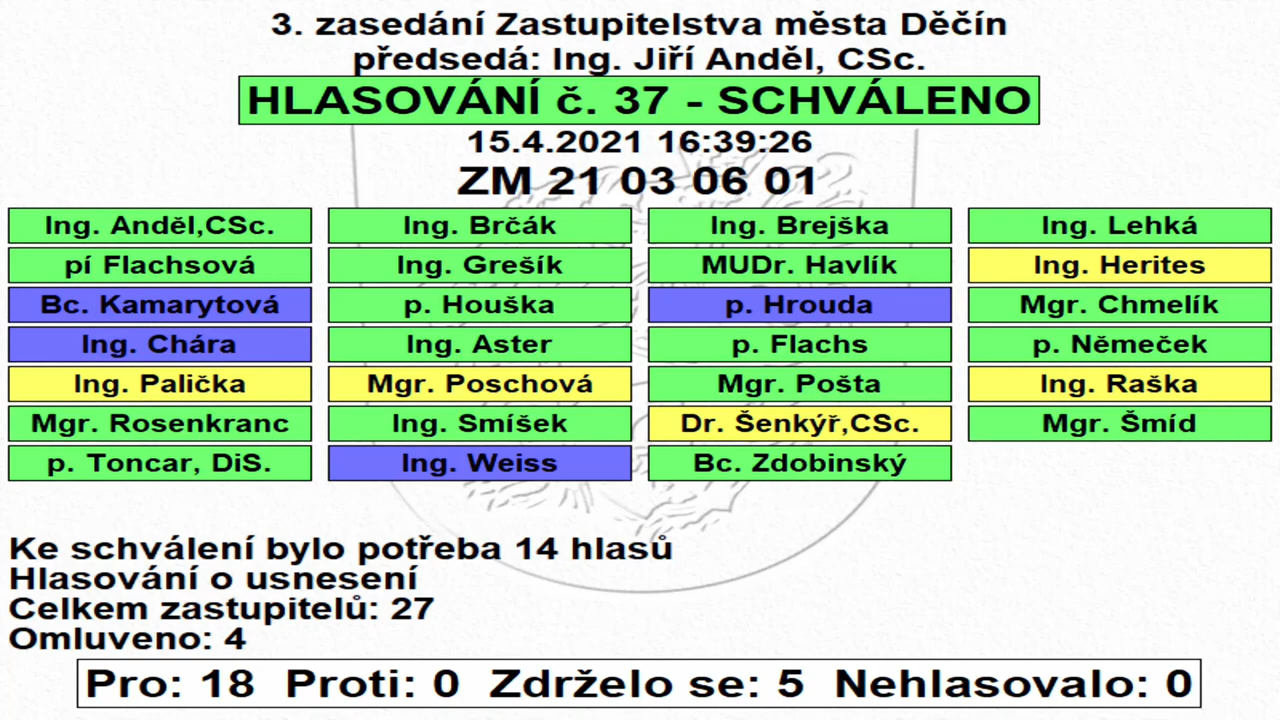 3. zasedání Zastupitelstva města Děčín
předsedá: Ing. Jiří Anděl, CSc.
HLASOVÁNÍ č. 37 - SCHVÁLENO
15.4.2021 16:39:26
ZM 21 03 06 01
Ing. Anděl,CSc. Ing. Brčák Ing. Brejška Ing. Lehká
pí Flachsová Ing. Grešík MUDr. Havlík Ing. Herites
Bc. Kamarytová p. Houška p. Hrouda Mgr. Chmelík
Ing. Chára Ing. Aster p. Flachs p. Němeček
Ing. Palička Mgr. Poschová Mgr. Pošta Ing. Raška
Mgr. Rosenkranc Ing. Smíšek Dr. Šenkýř,CSc. Mgr. Šmíd
p. Toncar, DiS. Ing. Weiss Bc. Zdobinský
Ke schválení bylo potřeba 14 hlasů
Hlasování o usnesení
Celkem zastupitelů: 27
Omluveno: 4
Pro: 18 Proti: 0 Zdrželo se: 5 Nehlasovalo: 0